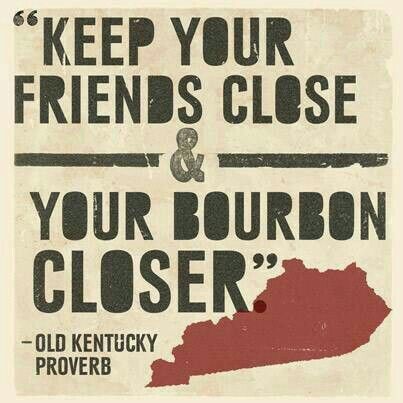 “KEEP YOUR
FRIENDS CLOSE
&
YOUR BOURBON
CLOSER.”
–OLD KENTUCKY
PROVERB